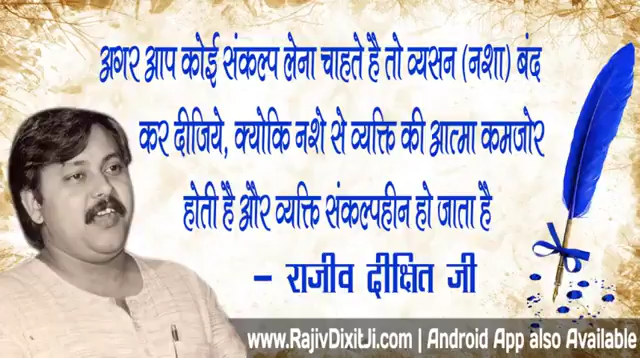 अगर आप कोई संकल्प लेना चाहते है तो व्यसन (नशा) बंद
कर दीजिये, क्योकि नशे से व्यक्ति की आत्मा कमजोर
होती है और व्यक्ति संकल्पहीन हो जाता है
- राजीव दीक्षित जी
www.RajivDixitJi.com | Android App also Available